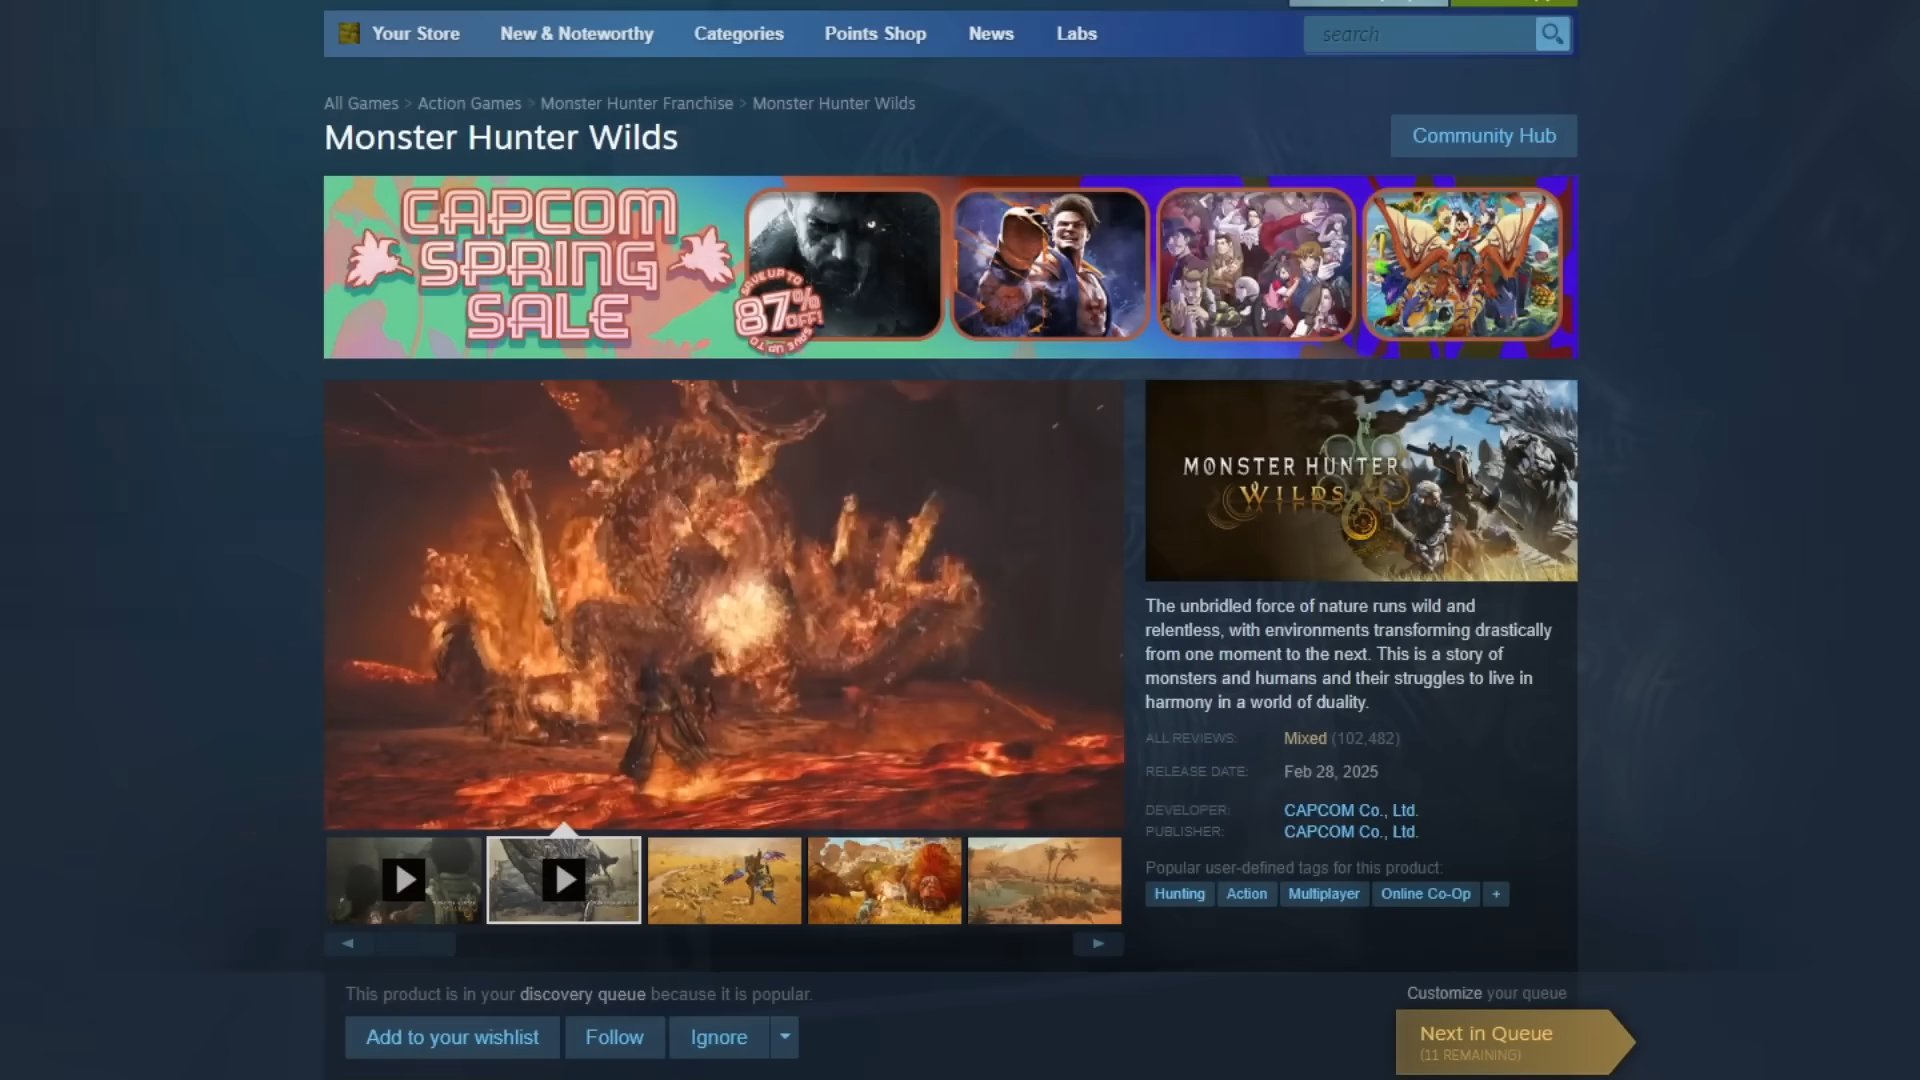 Your Store
New & Noteworthy
Categories
Points Shop
News
Labs
search
All Games > Action Games > Monster Hunter Franchise > Monster Hunter Wilds
Monster Hunter Wilds
Community Hub
CAPCOM
SPRING
SALE
SAVE UP TO
87% OFF!
SAVE UP TO
MONSTER HUNTER
WILDS
The unbridled force of nature runs wild and
relentless, with environments transforming drastically
from one moment to the next. This is a story of
monsters and humans and their struggles to live in
harmony in a world of duality.
ALL REVIEWS: Mixed (102,482)
RELEASE DATE: Feb 28, 2025
DEVELOPER: CAPCOM Co., Ltd.
PUBLISHER: CAPCOM Co., Ltd.
Popular user-defined tags for this product:
Hunting
Action
Multiplayer
Online Co-Op
+
This product is in your discovery queue because it is popular.
Customize your queue
Add to your wishlist
Follow
Ignore
Next in Queue
(11 REMAINING)